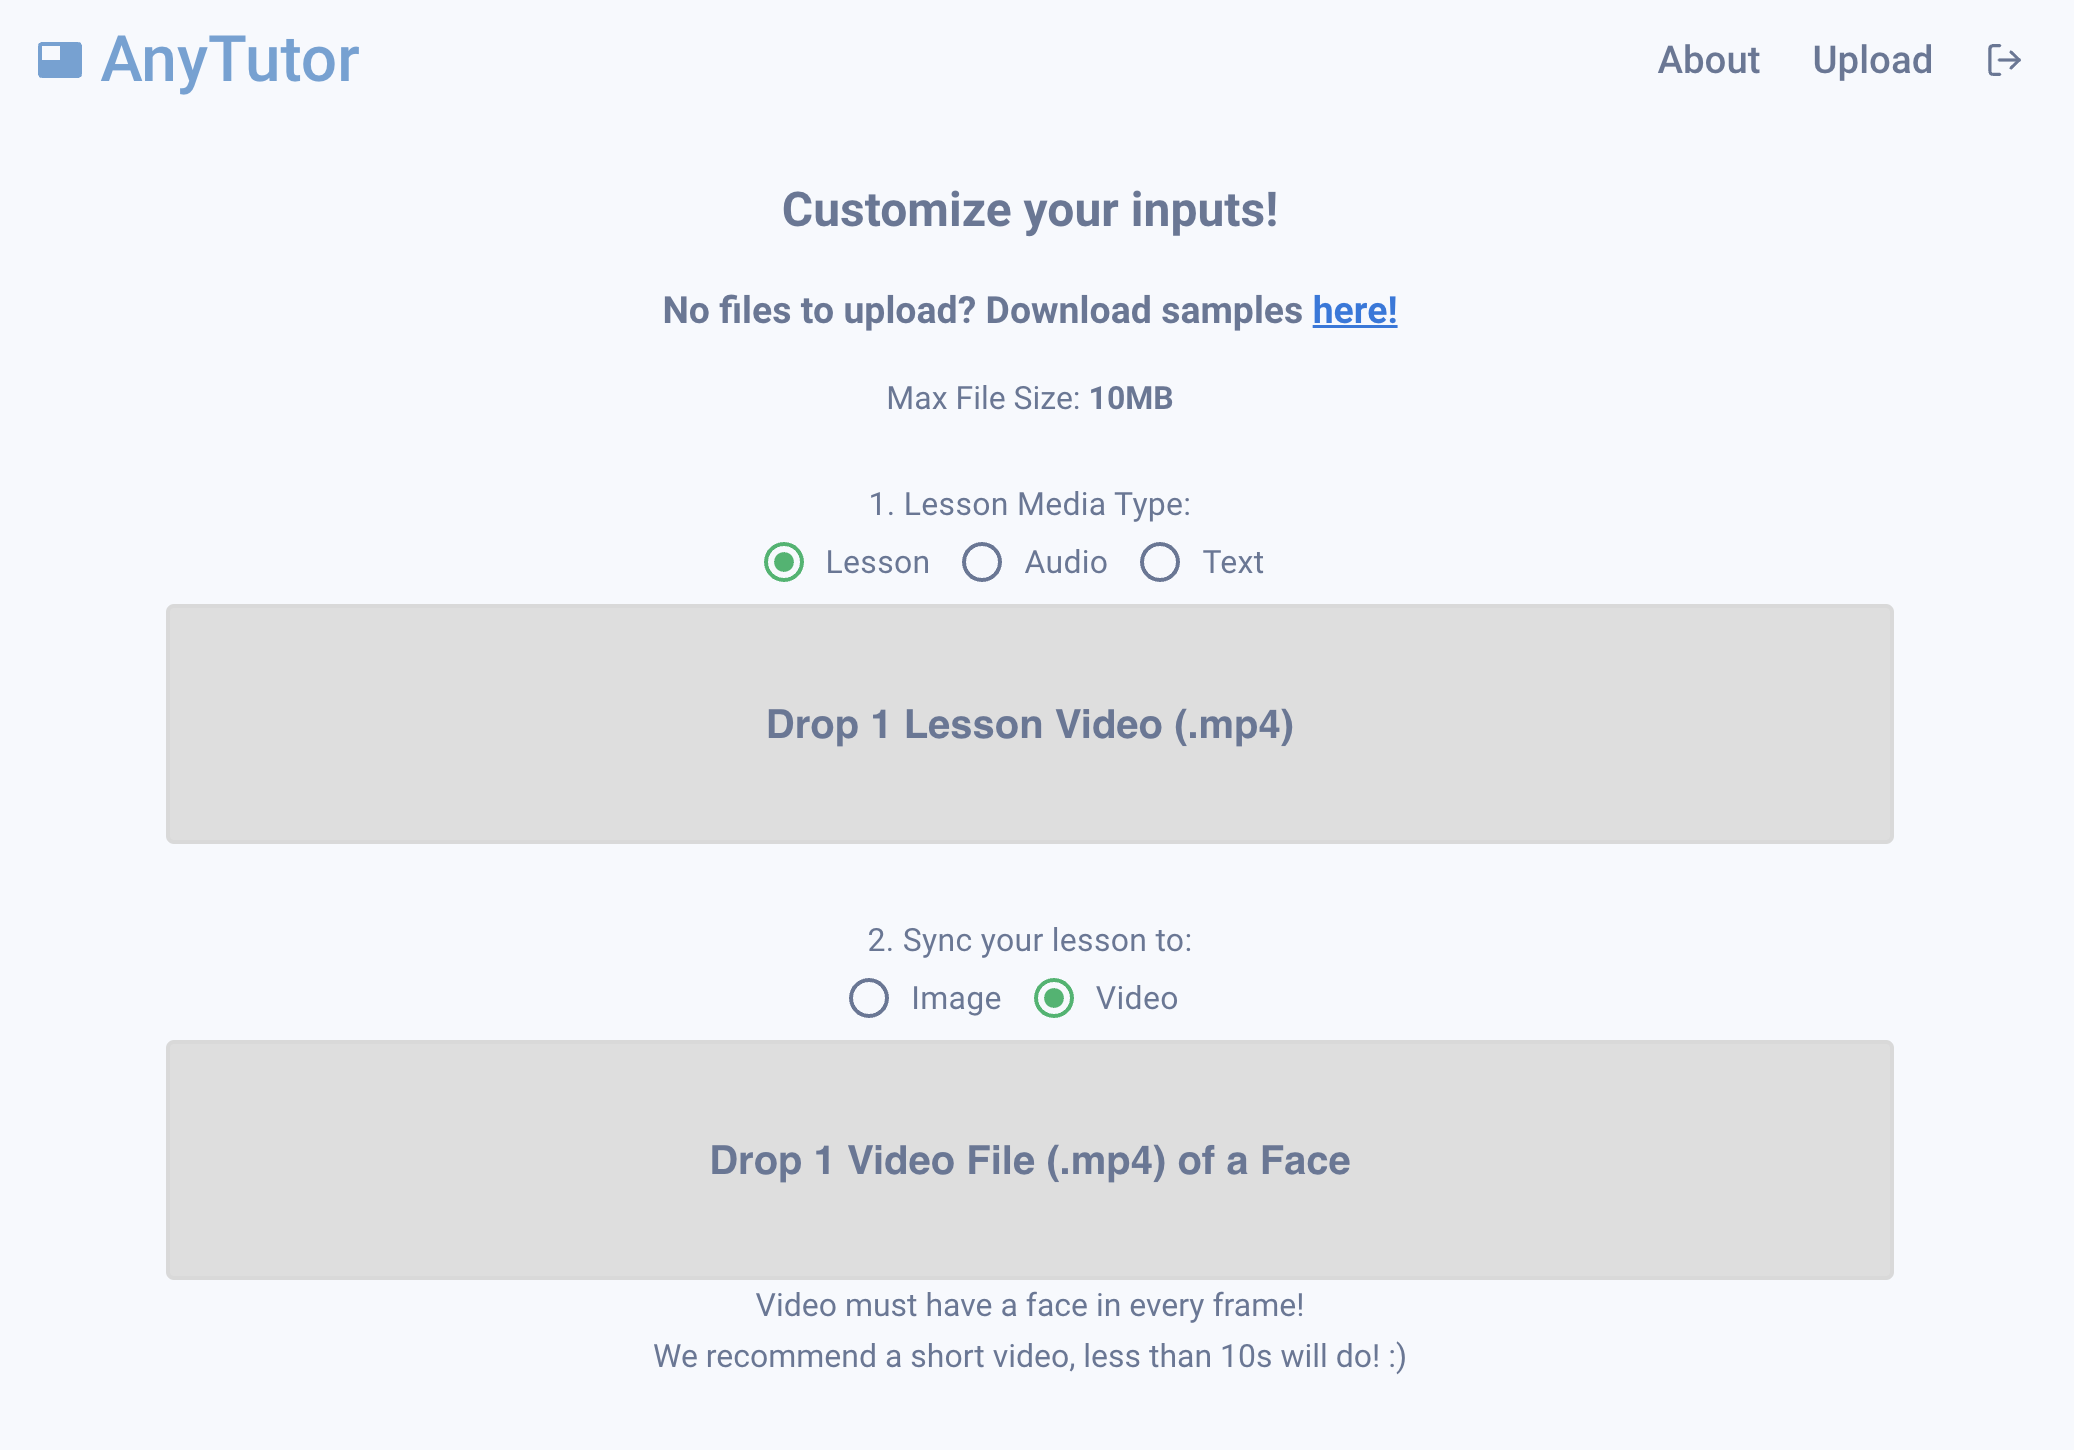 AnyTutor
About Upload
Customize your inputs!
No files to upload? Download samples here!
Max File Size: 10MB
1. Lesson Media Type:
Lesson Audio Text
Drop 1 Lesson Video (.mp4)
2. Sync your lesson to:
Image Video
Drop 1 Video File (.mp4) of a Face
Video must have a face in every frame!
We recommend a short video, less than 10s will do! :)